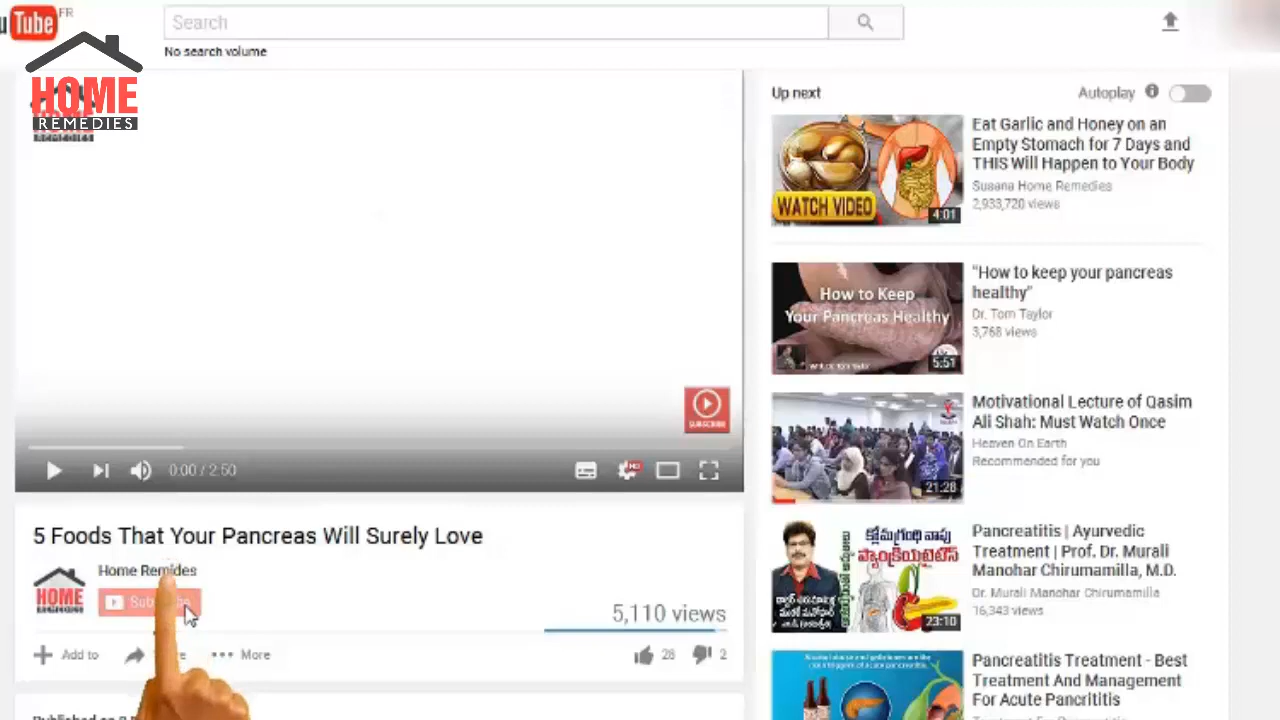 Tube FR
Search
No search volume
HOME
REMEDIES
Up next
Autoplay
Eat Garlic and Honey on an
Empty Stomach for 7 Days and
THIS Will Happen to Your Body
Susana Home Remedies
2,933,720 views
WATCH VIDEO
4:01
"How to keep your pancreas
healthy"
Dr. Tom Taylor
3,768 views
How to Keep
Your Pancreas Healthy
5:51
SUBSCRIBE
Motivational Lecture of Qasim
Ali Shah: Must Watch Once
Heaven On Earth
Recommended for you
21:28
0:00 / 2:50
HD
5 Foods That Your Pancreas Will Surely Love
Home Remides
HOME
5,110 views
Add to
More
28
2
Pancreatitis | Ayurvedic
Treatment | Prof. Dr. Murali
Manohar Chirumamilla, M.D.
Dr. Murali Manohar Chirumamilla
16,343 views
క్లోమగ్రంథి వాపు
ప్యాంక్రియాటైటిస్
23:10
Pancreatitis Treatment - Best
Treatment And Management
For Acute Pancrititis